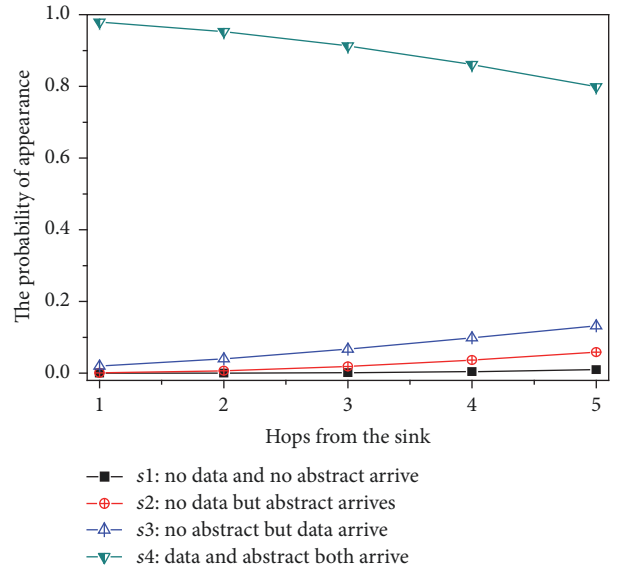 1.0
0.8
0.6
0.4
0.2
0.0
The probability of appearance
1 2 3 4 5
Hops from the sink
s1: no data and no abstract arrive
s2: no data but abstract arrives
s3: no abstract but data arrive
s4: data and abstract both arrive